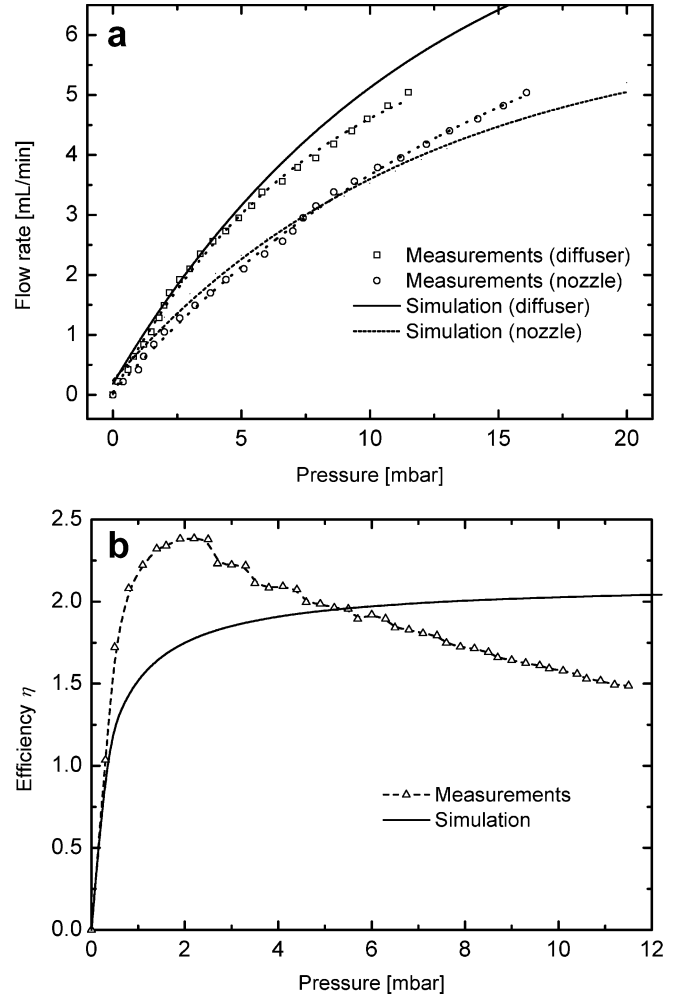 a
6
5
4
3
2
1
0
Flow rate [mL/min]
Measurements (diffuser)
Measurements (nozzle)
Simulation (diffuser)
Simulation (nozzle)
0 5 10 15 20
Pressure [mbar]
b
2.5
2.0
1.5
1.0
0.5
0.0
Efficiency η
Measurements
Simulation
0 2 4 6 8 10 12
Pressure [mbar]